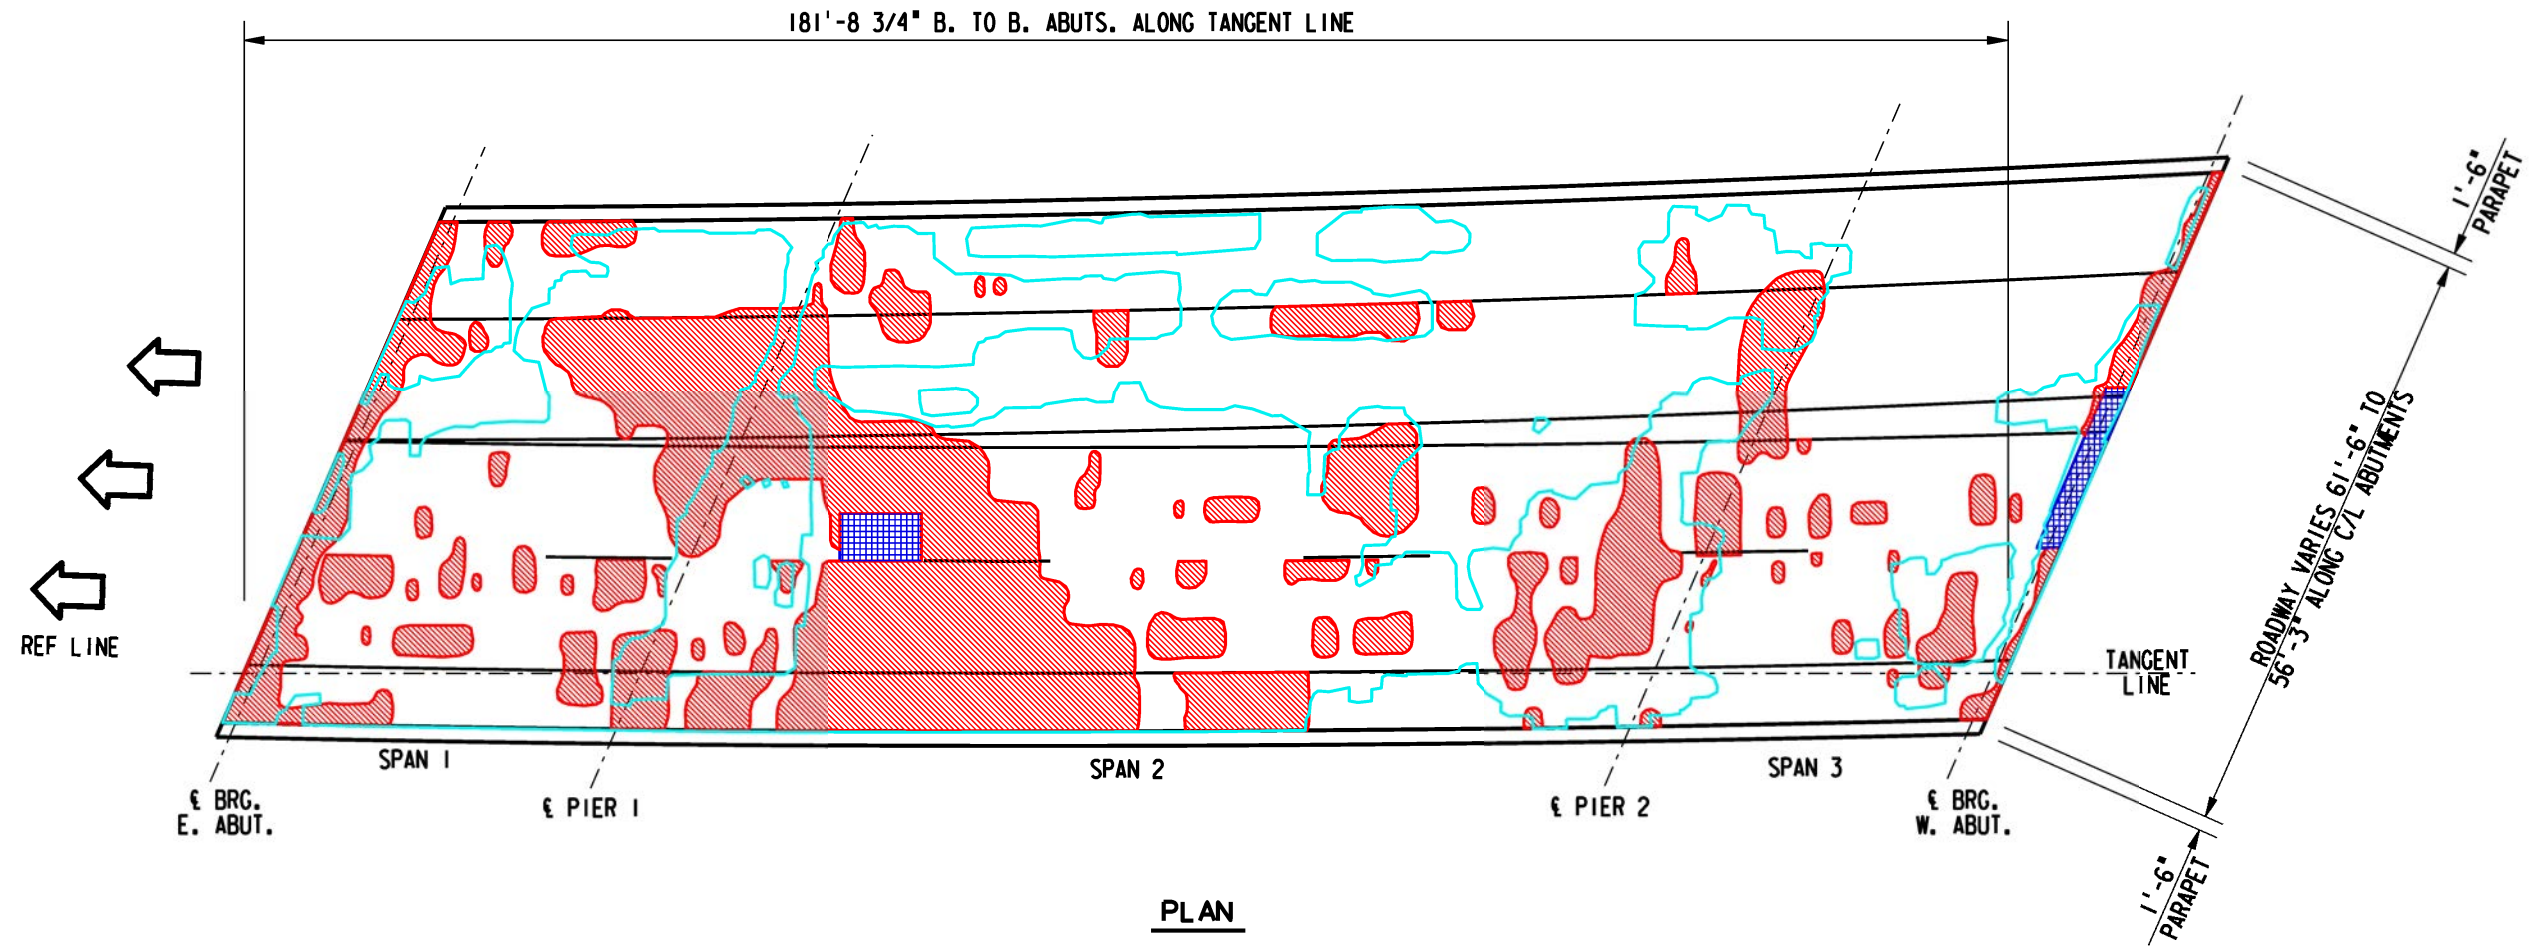 181'-8 3/4" B. TO B. ABUTS. ALONG TANGENT LINE
1'-6"
PARAPET
ROADWAY VARIES 61'-6" TO
56'-3" ALONG C/L ABUTMENTS
REF LINE
TANGENT
LINE
SPAN 1
SPAN 2
SPAN 3
℄ BRG.
E. ABUT.
℄ PIER 1
℄ PIER 2
℄ BRG.
W. ABUT.
1'-6"
PARAPET
PLAN